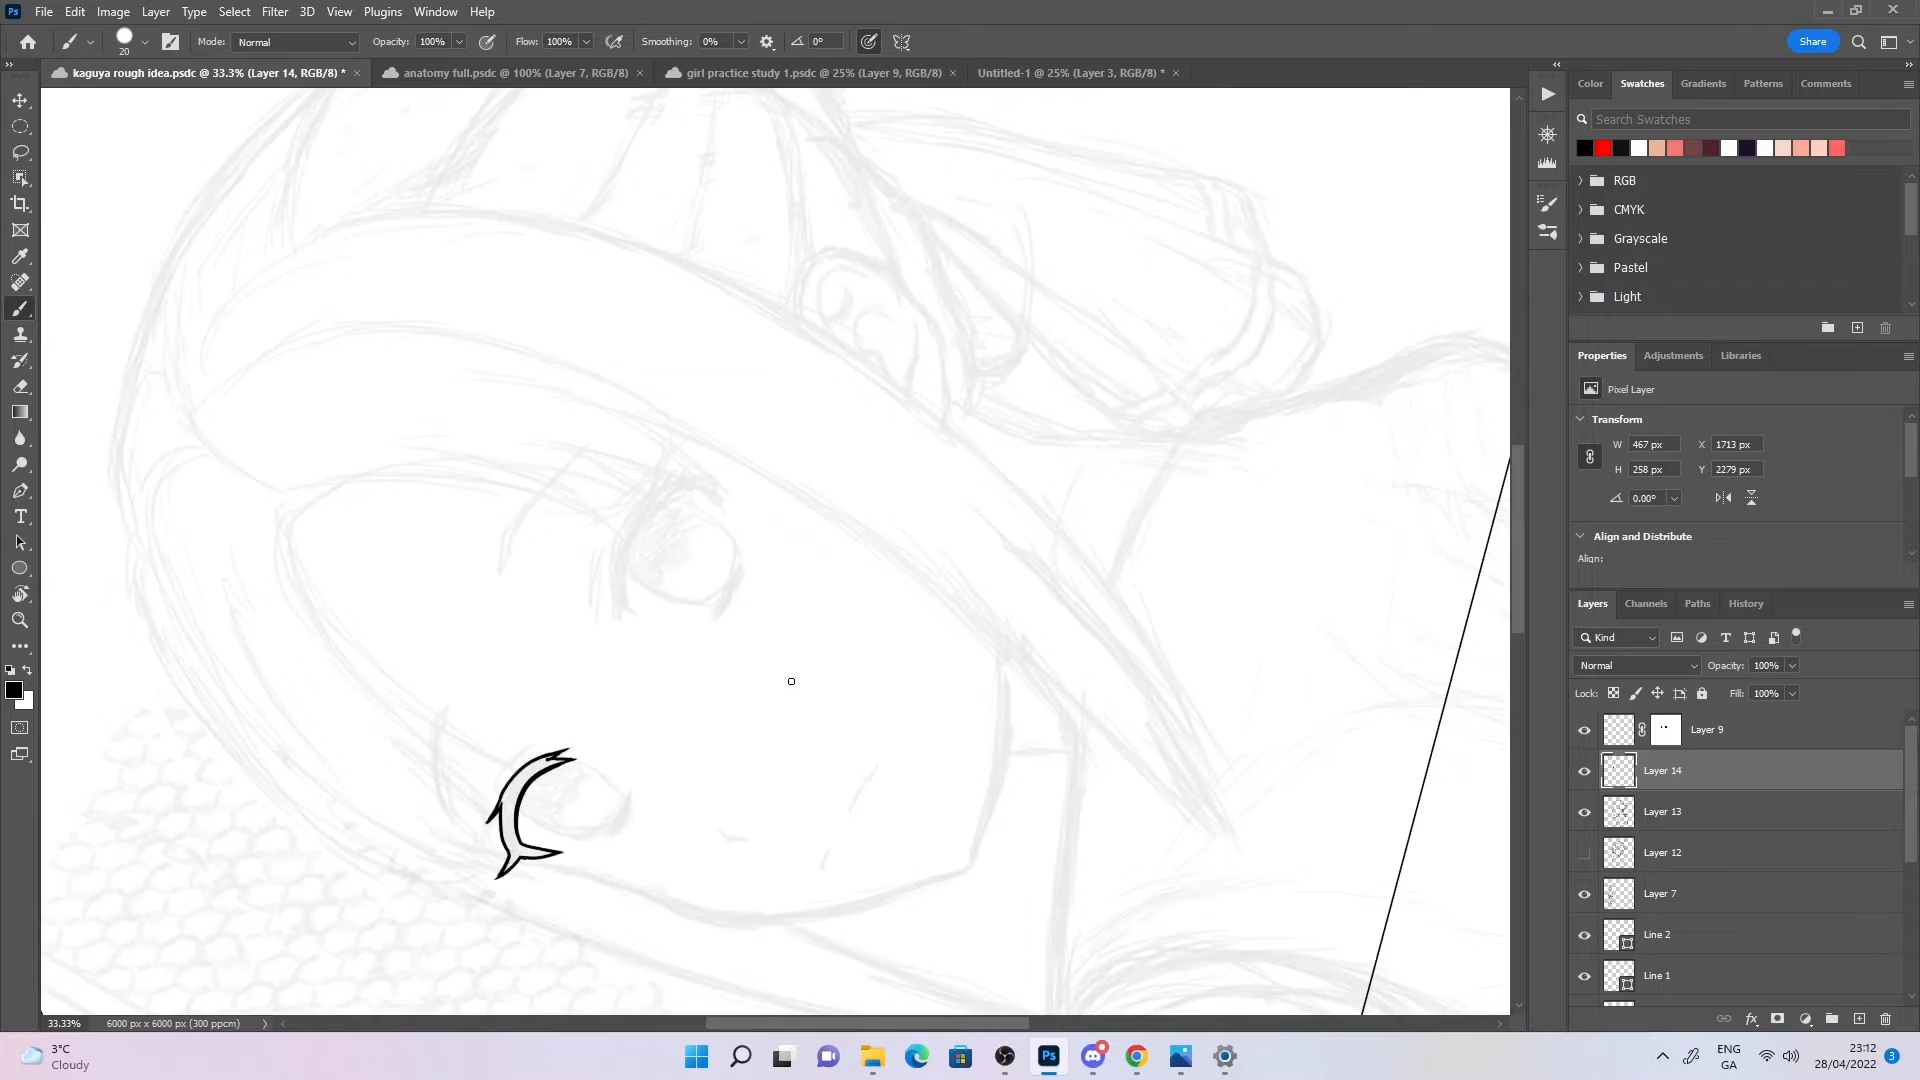 Ps File Edit Image Layer Type Select Filter 3D View Plugins Window Help
20 Mode: Normal Opacity: 100% Flow: 100% Smoothing: 0% 0° Share
kaguya rough idea.psdc @ 33.3% (Layer 14, RGB/8) * × anatomy full.psdc @ 100% (Layer 7, RGB/8) × girl practice study 1.psdc @ 25% (Layer 9, RGB/8) × Untitled-1 @ 25% (Layer 3, RGB/8) * ×
Color Swatches Gradients Patterns Comments
Search Swatches
RGB
CMYK
Grayscale
Pastel
Light
Properties Adjustments Libraries
Pixel Layer
Transform
W 467 px X 1713 px
H 258 px Y 2279 px
0.00°
Align and Distribute
Align:
Layers Channels Paths History
Kind
Normal Opacity: 100%
Lock: Fill: 100%
Layer 9
Layer 14
Layer 13
Layer 12
Layer 7
Line 2
Line 1
33.33% 6000 px x 6000 px (300 ppcm)
3°C
Cloudy
Ps
ENG
GA
23:12
28/04/2022
3